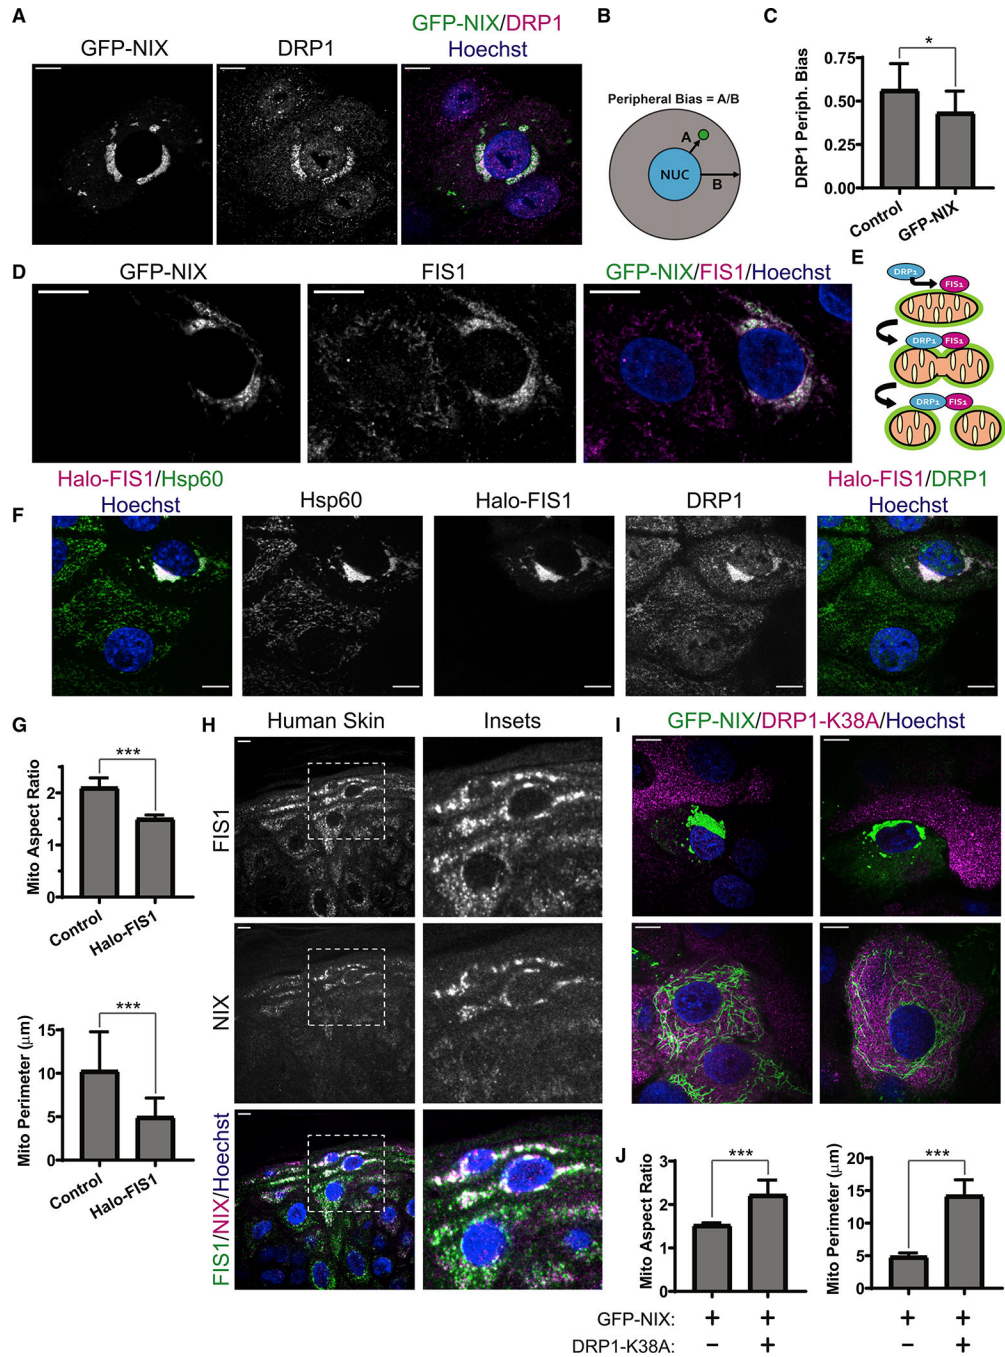 A
GFP-NIX
DRP1
GFP-NIX/DRP1
Hoechst
B
Peripheral Bias = A/B
A
NUC
B
C
DRP1 Periph. Bias
0.75
0.50
0.25
0.00
*
Control
GFP-NIX
D
GFP-NIX
FIS1
GFP-NIX/FIS1/Hoechst
E
DRP1
FIS1
DRP1
FIS1
DRP1
FIS1
F
Halo-FIS1/Hsp60
Hoechst
Hsp60
Halo-FIS1
DRP1
Halo-FIS1/DRP1
Hoechst
G
Mito Aspect Ratio
2
1
0
***
Control
Halo-FIS1
Mito Perimeter (μm)
15
10
5
0
***
Control
Halo-FIS1
H
Human Skin
Insets
FIS1
NIX
FIS1/NIX/Hoechst
I
GFP-NIX/DRP1-K38A/Hoechst
J
Mito Aspect Ratio
3
2
1
0
***
Mito Perimeter (μm)
20
15
10
5
0
***
GFP-NIX: + + + +
DRP1-K38A: − + − +